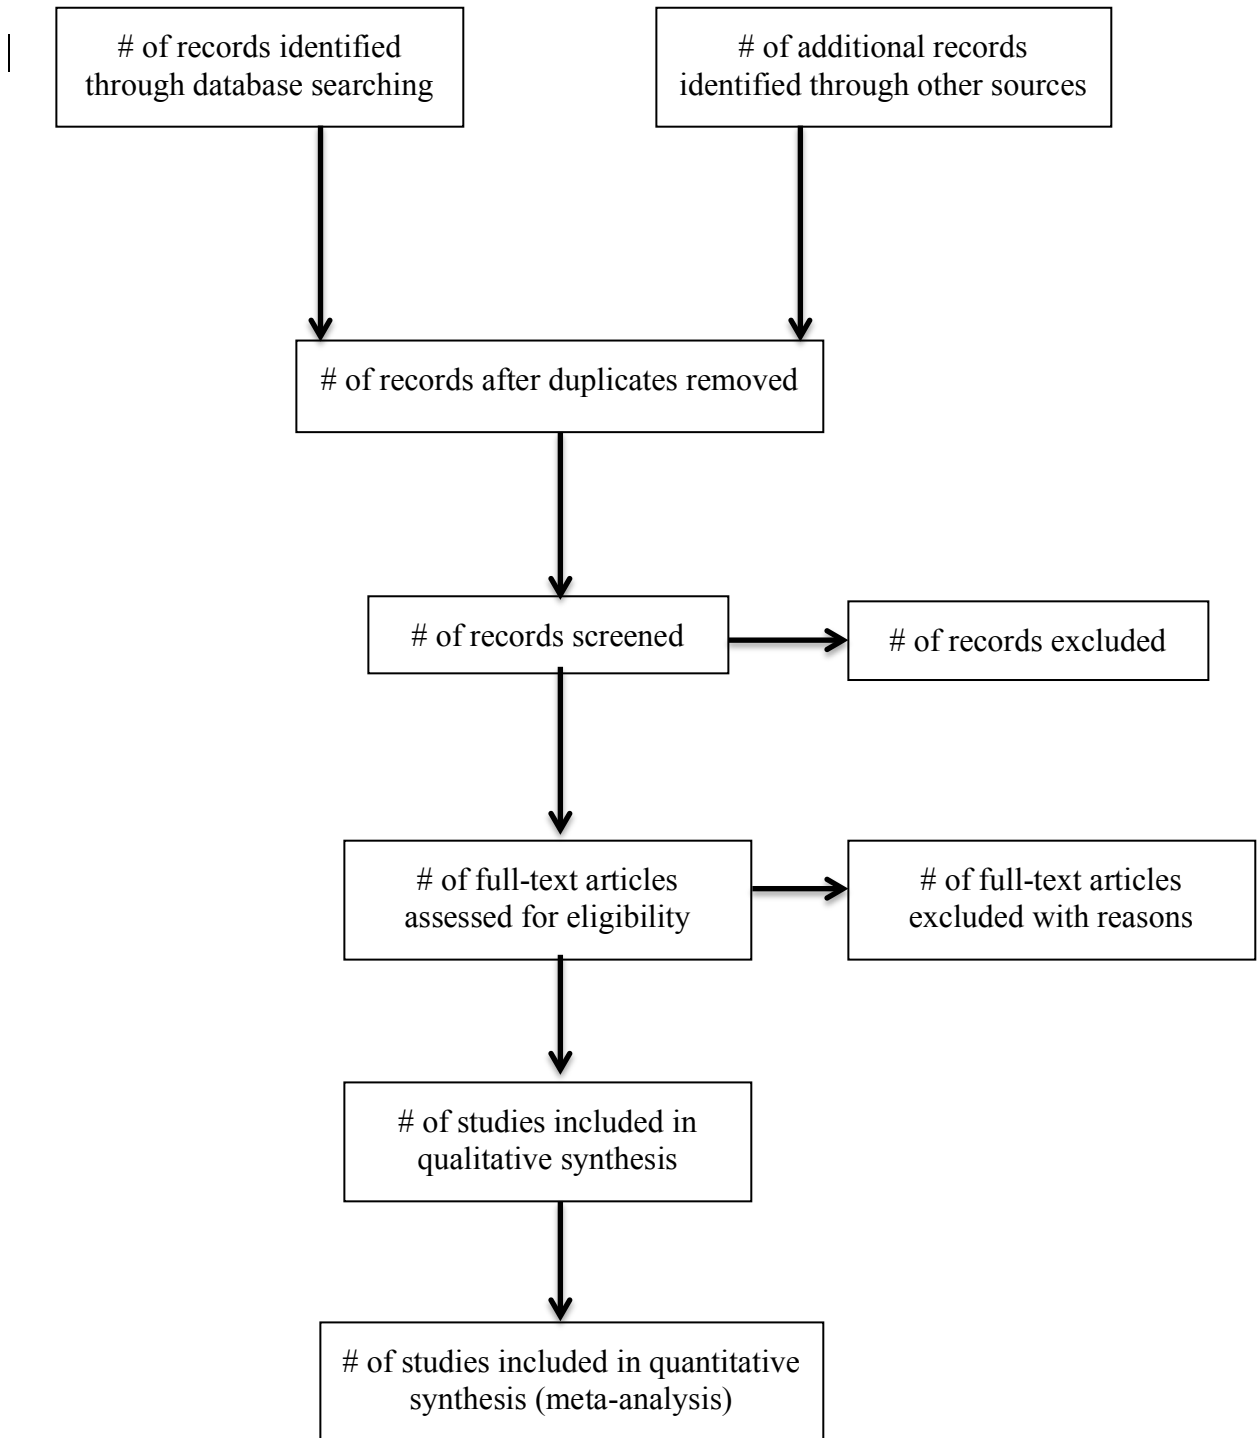 # of records identified
through database searching
# of additional records
identified through other sources
# of records after duplicates removed
# of records screened
# of records excluded
# of full-text articles
assessed for eligibility
# of full-text articles
excluded with reasons
# of studies included in
qualitative synthesis
# of studies included in quantitative
synthesis (meta-analysis)